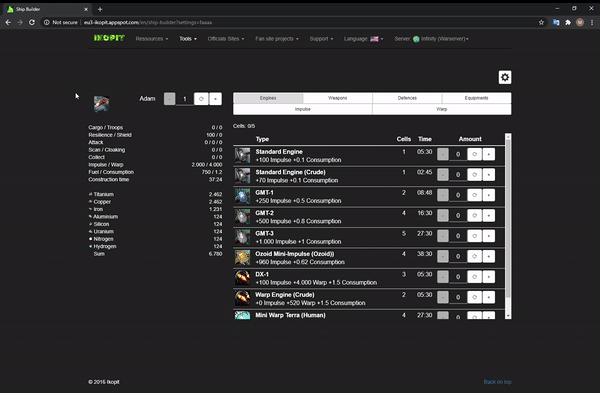 Ship Builder
Not secure | eu3-ikopit.appspot.com/en/ship-builder?settings=faaaa
IKOPIT Ressources Tools Officials Sites Fan site projects Support Language: Server: Infinity (Warserver)
Adam - 1 +
Engines Weapons Defences Equipments
Impulse Warp
Cells: 0/5
Cargo / Troops 0 / 0
Resilience / Shield 100 / 0
Attack 0 / 0 / 0
Scan / Cloaking 0 / 0
Collect 0 / 0
Impulse / Warp 2.000 / 4.000
Fuel / Consumption 750 / 1.2
Construction time 37:24
Titanium 2.462
Copper 2.462
Iron 1.231
Aluminium 124
Silicon 124
Uranium 124
Nitrogen 124
Hydrogen 124
Sum 6.780
Type Cells Time Amount
Standard Engine 1 05:30 - 0 +
+100 Impulse +0.1 Consumption
Standard Engine (Crude) 1 02:45 - 0 +
+70 Impulse +0.1 Consumption
GMT-1 2 08:48 - 0 +
+250 Impulse +0.5 Consumption
GMT-2 4 16:30 - 0 +
+500 Impulse +0.8 Consumption
GMT-3 5 27:30 - 0 +
+1.000 Impulse +1 Consumption
Ozoid Mini-Impulse (Ozoid)) 4 38:30 - 0 +
+960 Impulse +0.62 Consumption
DX-1 3 05:30 - 0 +
+100 Impulse +4.000 Warp +1.5 Consumption
Warp Engine (Crude) 2 05:30 - 0 +
+0 Impulse +520 Warp +1.5 Consumption
Mini Warp Terra (Human) 4 27:30 - 0 +
© 2016 Ikopit Back on top